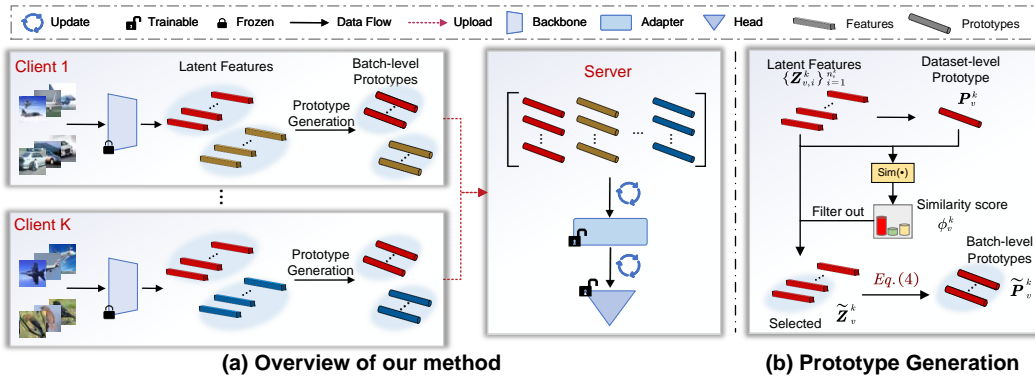 Update Trainable Frozen Data Flow Upload Backbone Adapter Head Features Prototypes
Client 1
Latent Features
Batch-level
Prototypes
Prototype
Generation
Client K
Prototype
Generation
Server
(a) Overview of our method
Latent Features
{Z^k_{v,i}}^{n^k_v}_{i=1}
Dataset-level
Prototype
P^k_v
Sim(•)
Filter out
Similarity score
ϕ^k_v
Batch-level
Prototypes
Eq.(4)
P̃^k_v
Z̃^k_v
Selected
(b) Prototype Generation